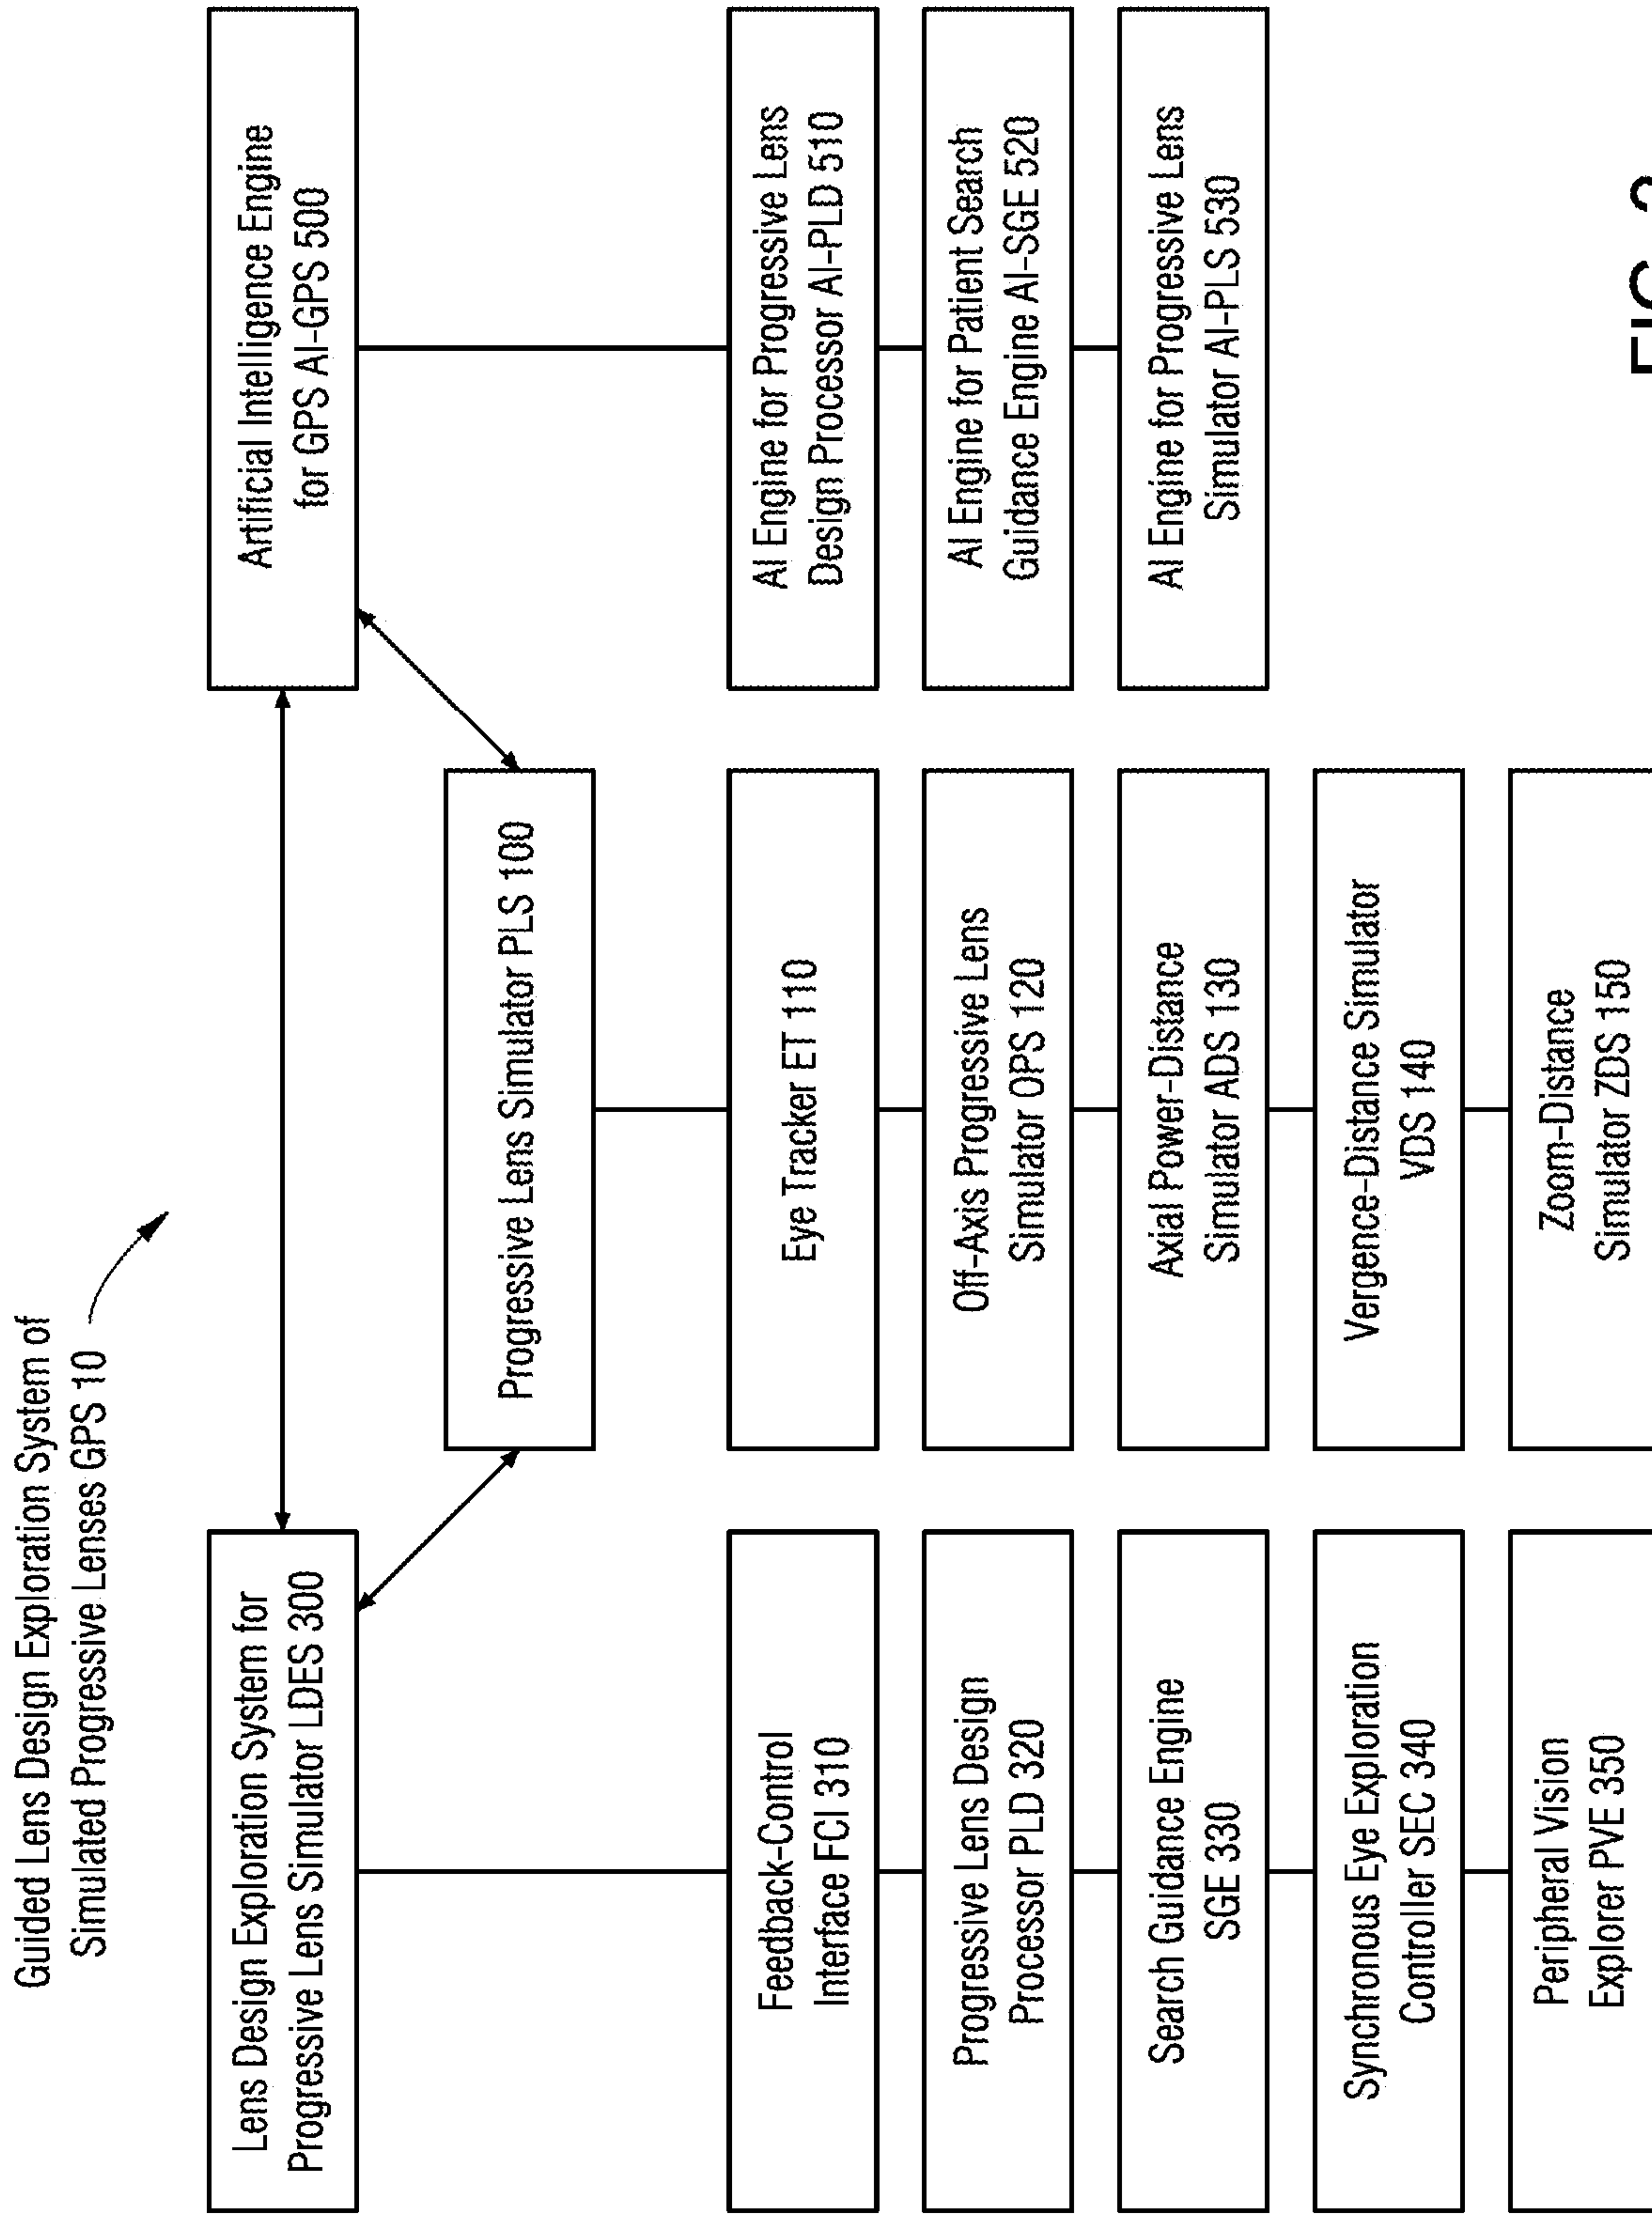 Guided Lens Design Exploration System of
Simulated Progressive Lenses GPS 10
Lens Design Exploration System for
Progressive Lens Simulator LDES 300
Artificial Intelligence Engine
for GPS AI-GPS 500
Progressive Lens Simulator PLS 100
Feedback-Control
Interface FCI 310
Progressive Lens Design
Processor PLD 320
Search Guidance Engine
SGE 330
Synchronous Eye Exploration
Controller SEC 340
Peripheral Vision
Explorer PVE 350
Eye Tracker ET 110
Off-Axis Progressive Lens
Simulator OPS 120
Axial Power-Distance
Simulator ADS 130
Vergence-Distance Simulator
VDS 140
Zoom-Distance
Simulator ZDS 150
AI Engine for Progressive Lens
Design Processor AI-PLD 510
AI Engine for Patient Search
Guidance Engine AI-SGE 520
AI Engine for Progressive Lens
Simulator AI-PLS 530
FIG.